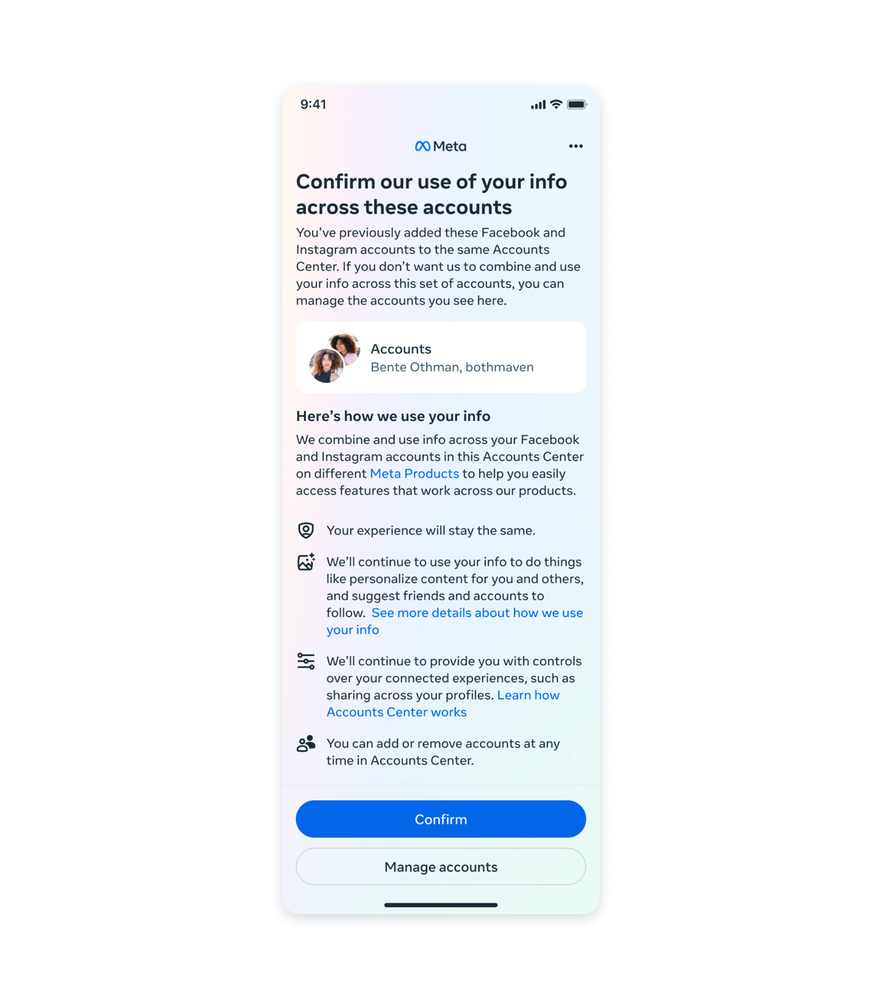 9:41
Meta
Confirm our use of your info
across these accounts
You’ve previously added these Facebook and
Instagram accounts to the same Accounts
Center. If you don’t want us to combine and use
your info across this set of accounts, you can
manage the accounts you see here.
Accounts
Bente Othman, bothmaven
Here’s how we use your info
We combine and use info across your Facebook
and Instagram accounts in this Accounts Center
on different Meta Products to help you easily
access features that work across our products.
Your experience will stay the same.
We’ll continue to use your info to do things
like personalize content for you and others,
and suggest friends and accounts to
follow. See more details about how we use
your info
We’ll continue to provide you with controls
over your connected experiences, such as
sharing across your profiles. Learn how
Accounts Center works
You can add or remove accounts at any
time in Accounts Center.
Confirm
Manage accounts